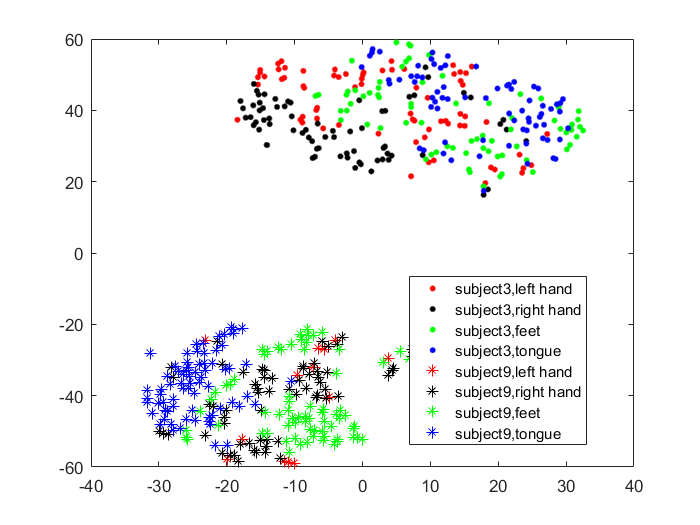 60
40
20
0
-20
-40
-60
subject3,left hand
subject3,right hand
subject3,feet
subject3,tongue
subject9,left hand
subject9,right hand
subject9,feet
subject9,tongue
-40 -30 -20 -10 0 10 20 30 40